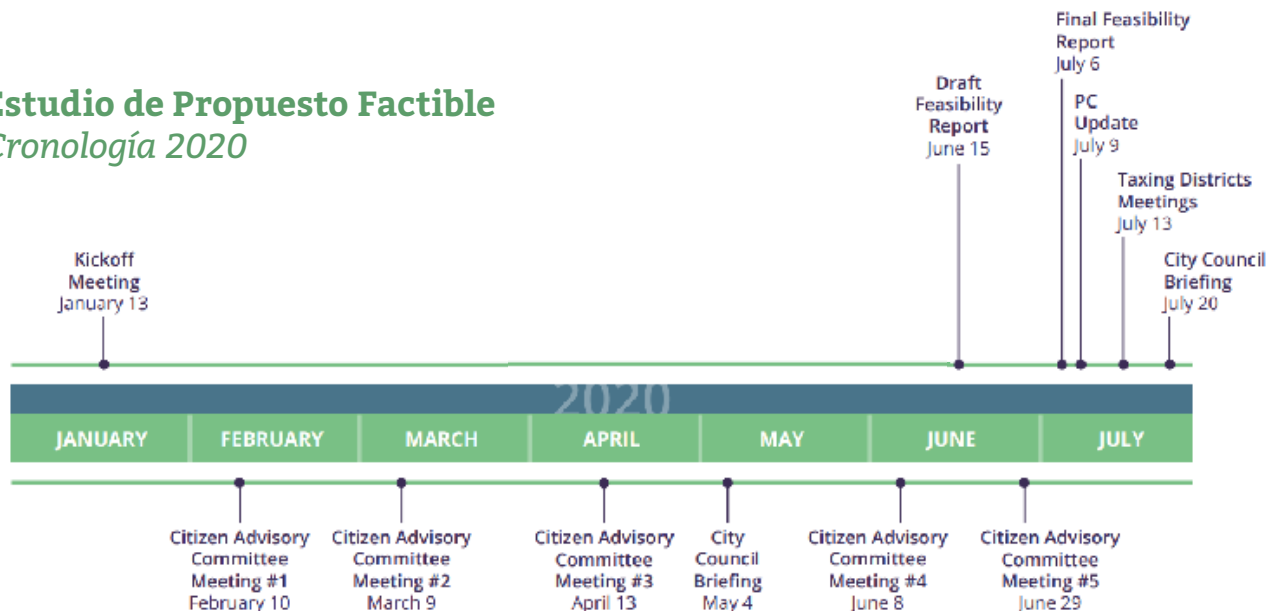 Estudio de Propuesto Factible
Cronología 2020
Final Feasibility
Report
July 6
Draft
Feasibility
Report
June 15
PC
Update
July 9
Taxing Districts
Meetings
July 13
Kickoff
Meeting
January 13
City Council
Briefing
July 20
2020
JANUARY
FEBRUARY
MARCH
APRIL
MAY
JUNE
JULY
Citizen Advisory
Committee
Meeting #1
February 10
Citizen Advisory
Committee
Meeting #2
March 9
Citizen Advisory
Committee
Meeting #3
April 13
City
Council
Briefing
May 4
Citizen Advisory
Committee
Meeting #4
June 8
Citizen Advisory
Committee
Meeting #5
June 29